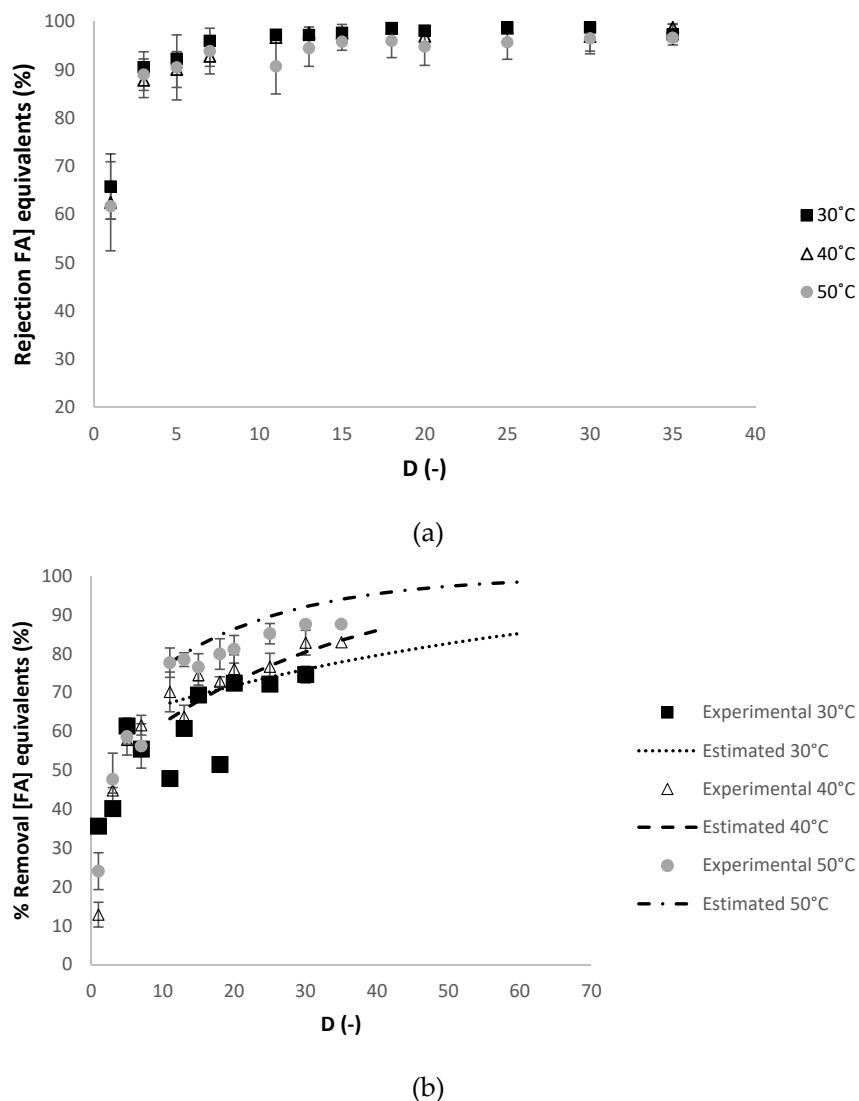 100
90
80
70
60
50
40
30
20
Rejection FA] equivalents (%)
0 5 10 15 20 25 30 35 40
D (-)
30˚C
40˚C
50˚C
(a)
100
90
80
70
60
50
40
30
20
10
0
% Removal [FA] equivalents (%)
0 10 20 30 40 50 60 70
D (-)
Experimental 30°C
Estimated 30°C
Experimental 40°C
Estimated 40°C
Experimental 50°C
Estimated 50°C
(b)